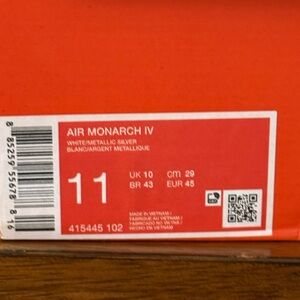 AIR MONARCH IV
WHITE/METALLIC SILVER
BLANC/ARGENT METALLIQUE
11
UK 10 CM 29
BR 43 EUR 45
415445 102
MADE IN VIETNAM /
FABRIQUE AU VIETNAM /
FABRICADO NO VIETNÃ /
HECHO EN VIETNAM